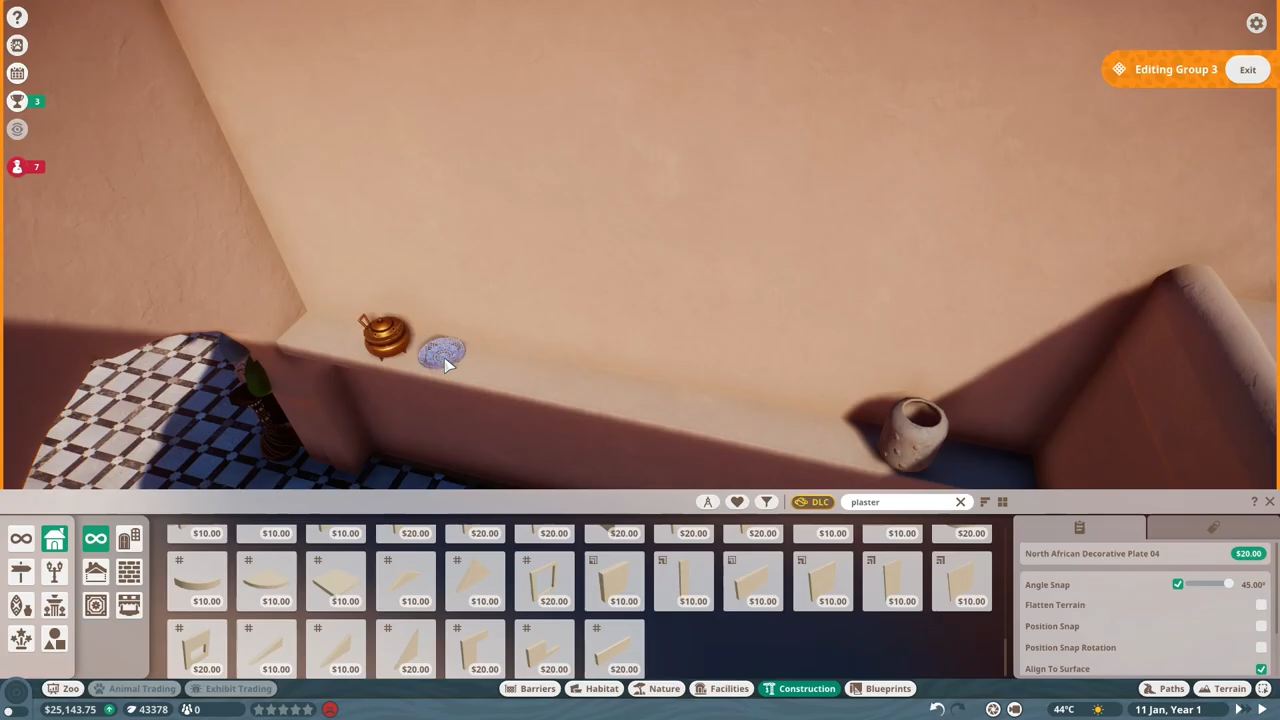 ?
Editing Group 3 Exit
3
7
DLC plaster
? 
$10.00 $10.00 $10.00 $20.00 $20.00 $20.00 $20.00 $20.00 $20.00 $10.00 $10.00 $20.00
$10.00 $10.00 $10.00 $10.00 $10.00 $20.00 $10.00 $10.00 $10.00 $10.00 $10.00 $10.00
$20.00 $10.00 $10.00 $20.00 $10.00 $20.00 $20.00
North African Decorative Plate 04 $20.00
Angle Snap 45.00°
Flatten Terrain
Position Snap
Position Snap Rotation
Align To Surface
Zoo Animal Trading Exhibit Trading Barriers Habitat Nature Facilities Construction Blueprints Paths Terrain
$25,143.75 43378 0 44°C 11 Jan, Year 1